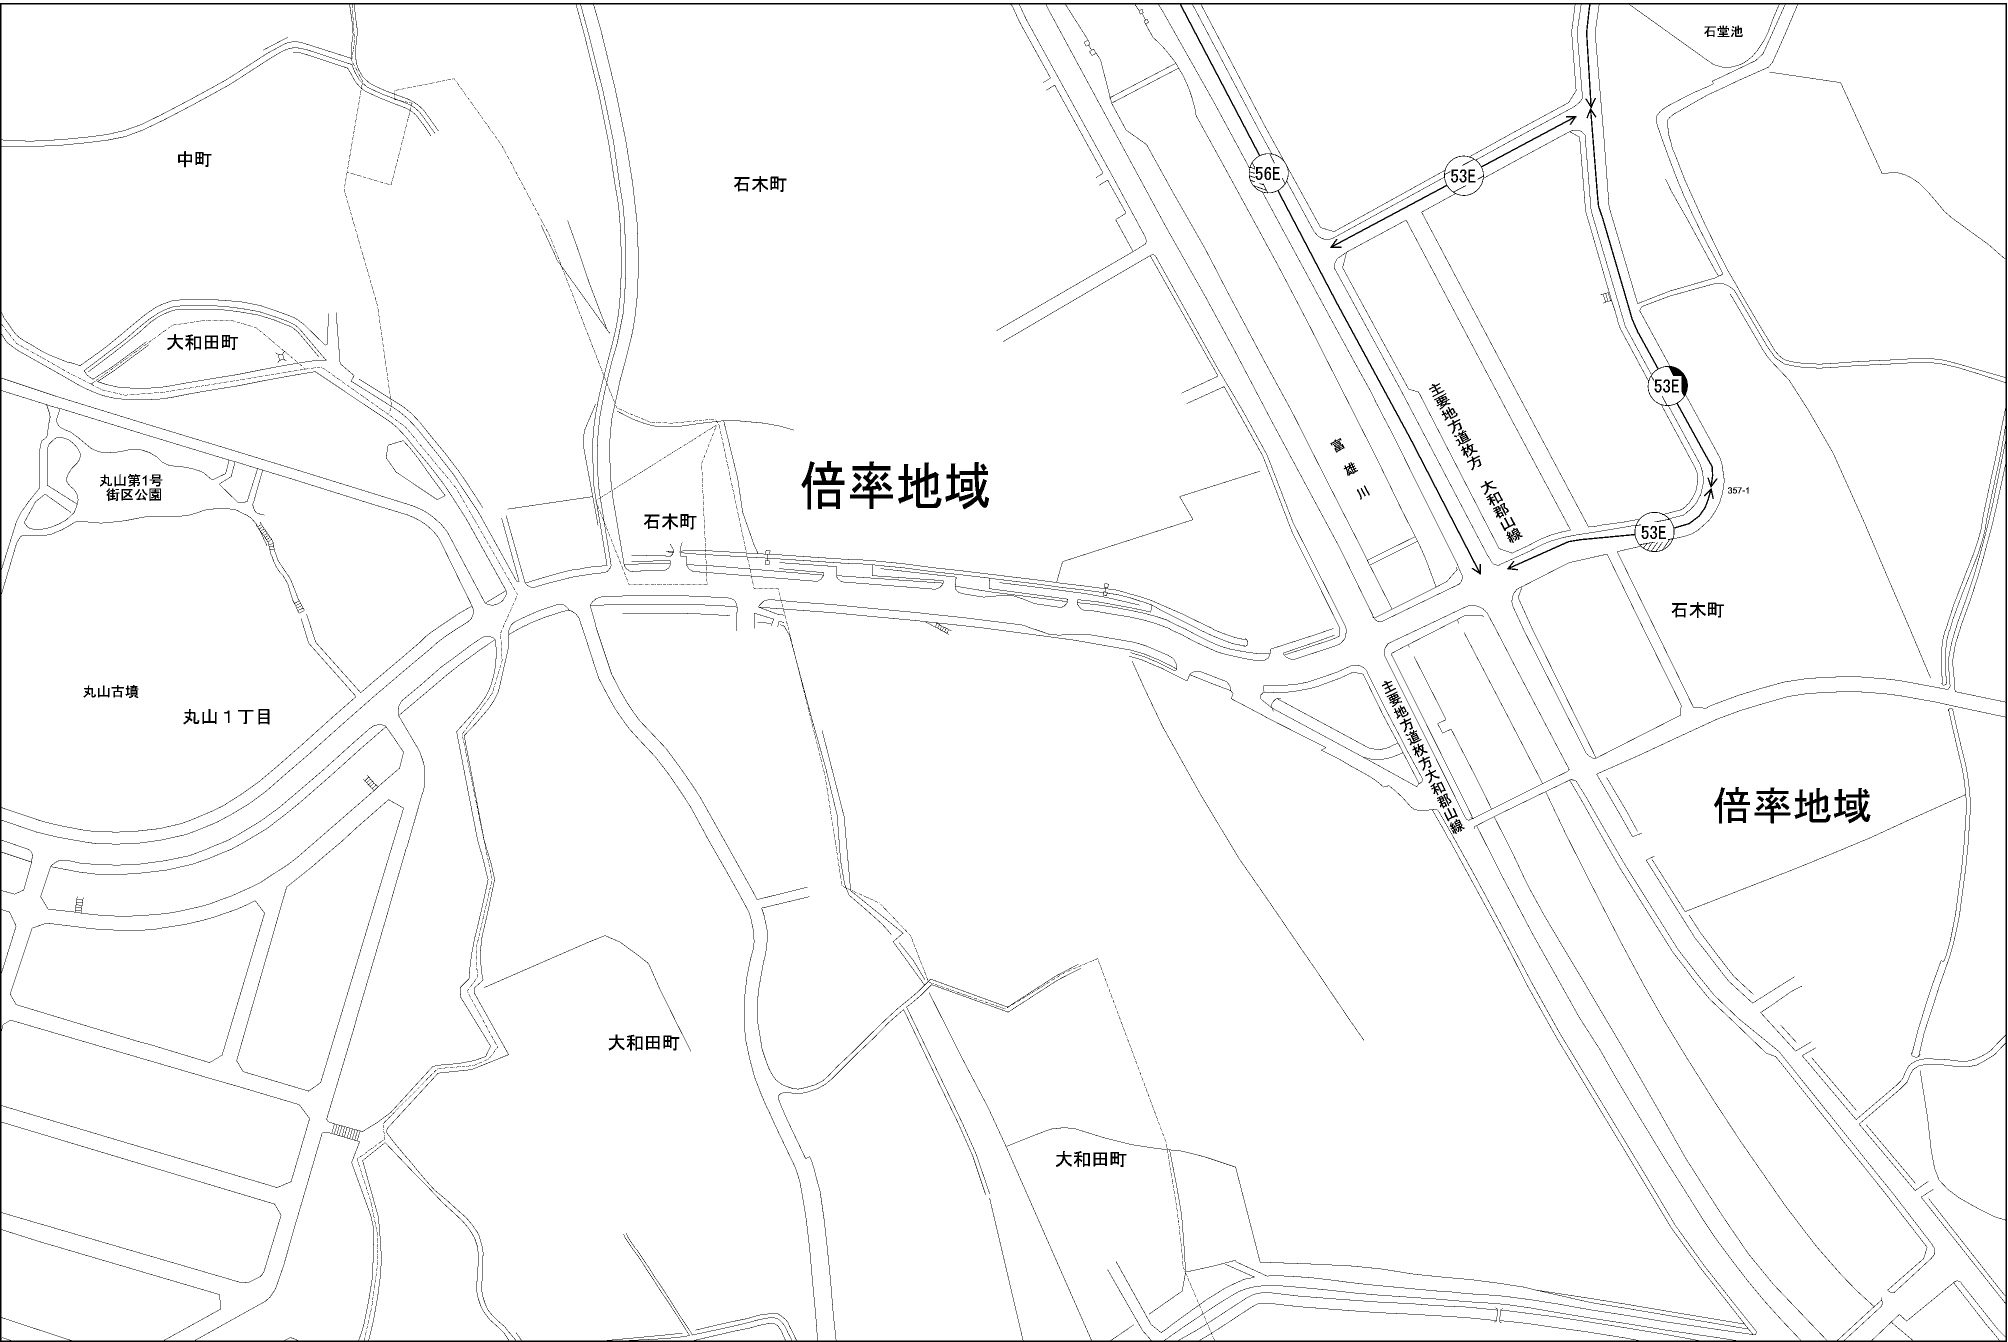 石堂池
中町
石木町
56E
53E
大和田町
53E
主要地方道枚方 大和郡山線
富雄川
丸山第1号
街区公園
倍率地域
357-1
石木町
53E
石木町
丸山古墳
丸山1丁目
主要地方道枚方大和郡山線
倍率地域
大和田町
大和田町